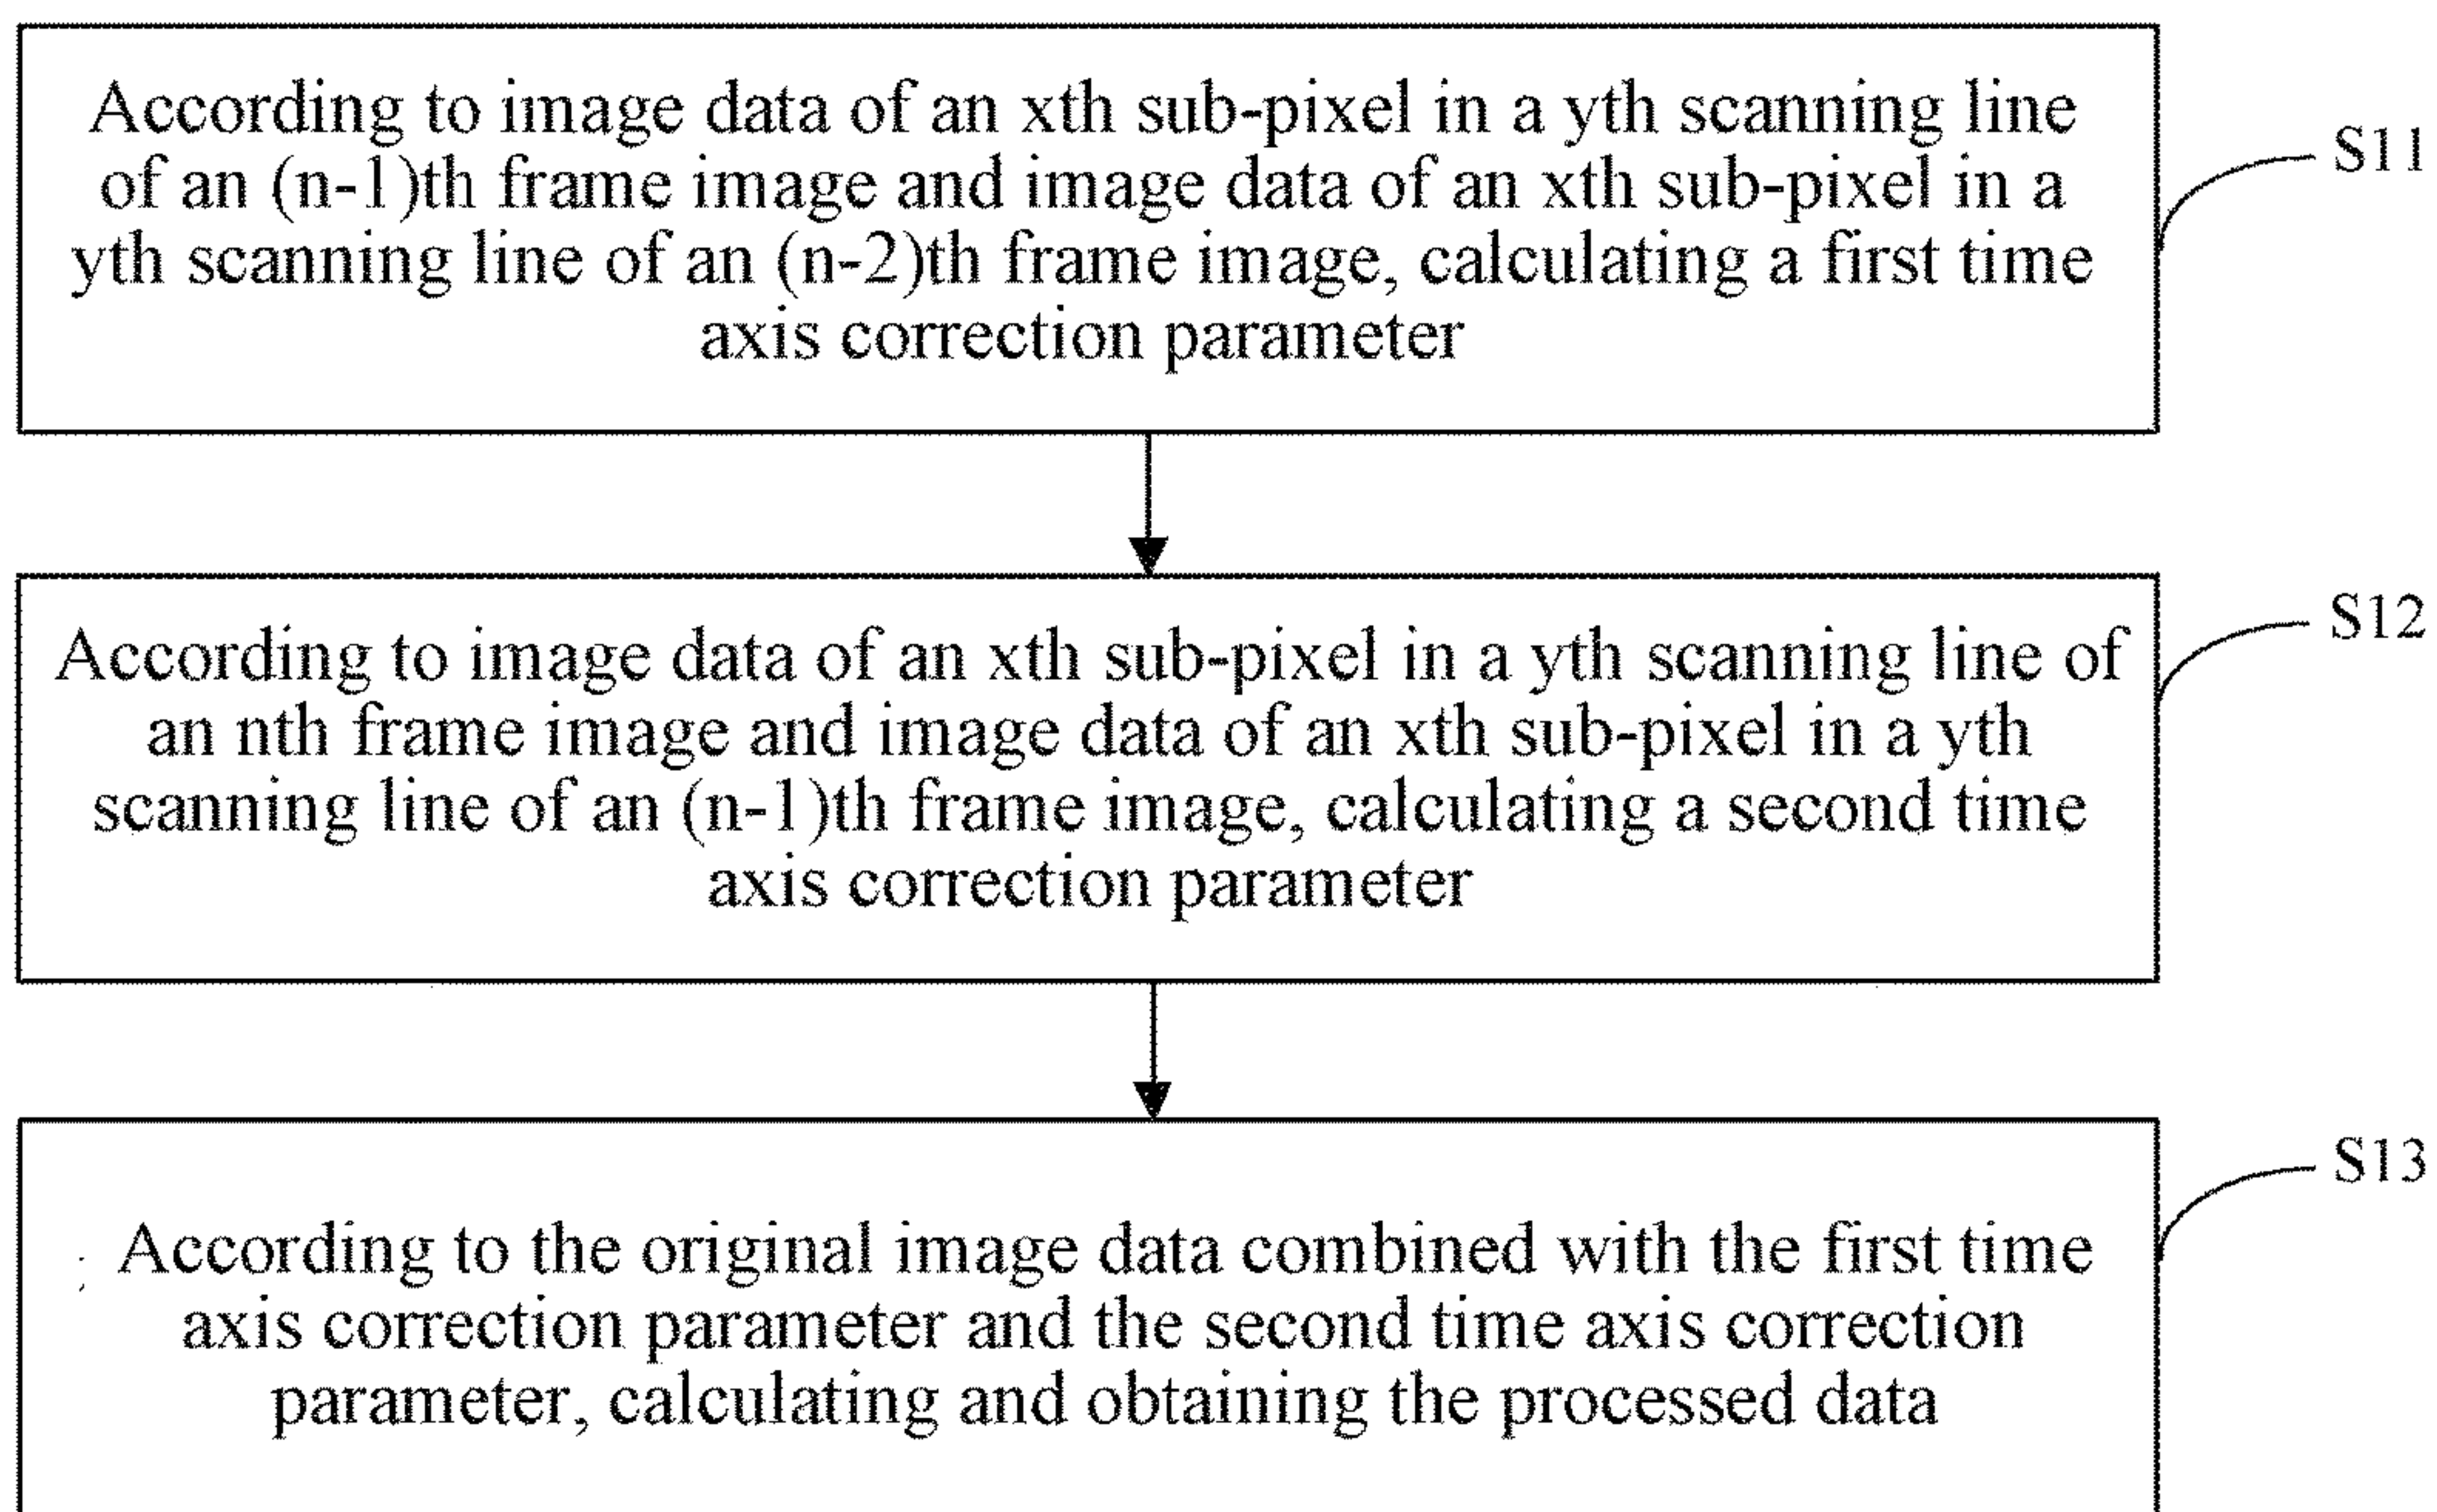 According to image data of an xth sub-pixel in a yth scanning line
of an (n-1)th frame image and image data of an xth sub-pixel in a
yth scanning line of an (n-2)th frame image, calculating a first time
axis correction parameter
S11
According to image data of an xth sub-pixel in a yth scanning line of
an nth frame image and image data of an xth sub-pixel in a yth
scanning line of an (n-1)th frame image, calculating a second time
axis correction parameter
S12
According to the original image data combined with the first time
axis correction parameter and the second time axis correction
parameter, calculating and obtaining the processed data
S13